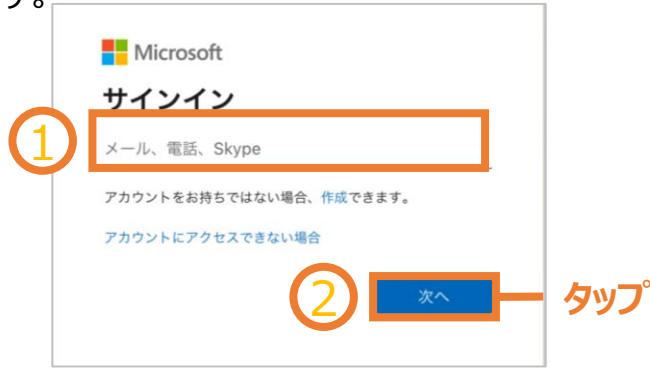 す。
Microsoft
サインイン
①
メール、電話、Skype
アカウントをお持ちではない場合、作成できます。
アカウントにアクセスできない場合
②
次へ
タップ